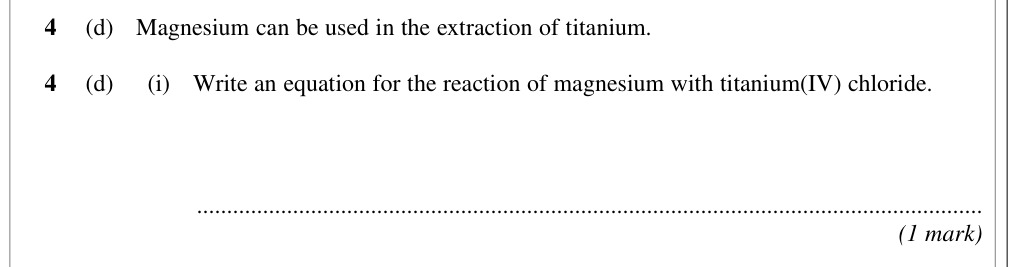 4 (d) Magnesium can be used in the extraction of titanium.
4 (d) (i) Write an equation for the reaction of magnesium with titanium(IV) chloride.
....................................................................................................................................
(1 mark)